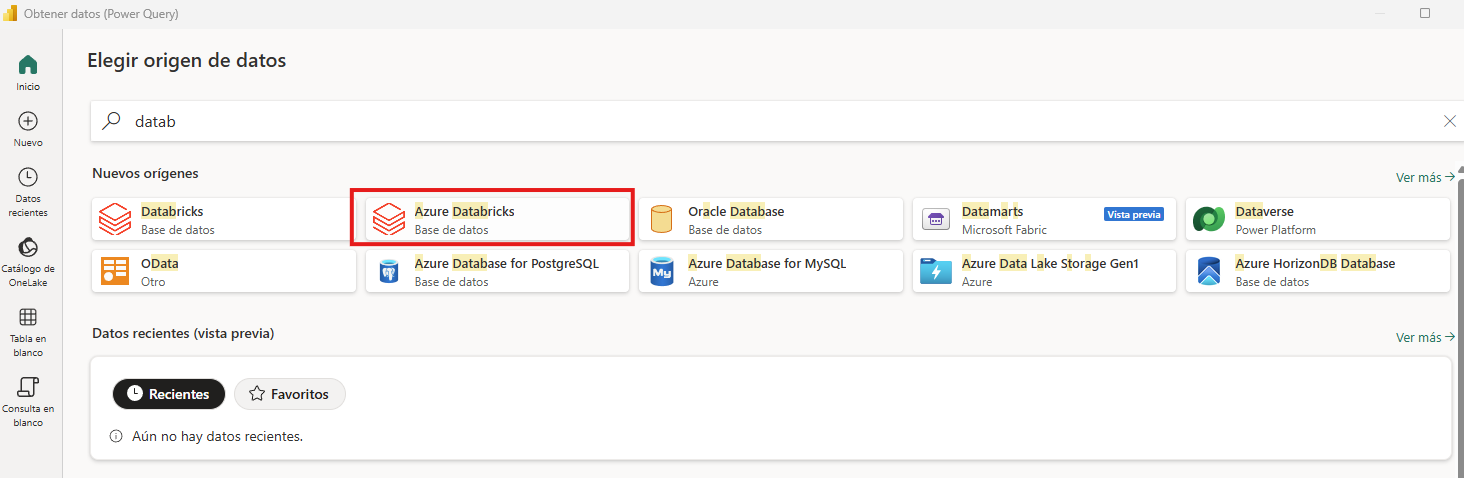 Obtener datos (Power Query)
Inicio
Nuevo
Datos
recientes
Catálogo de
OneLake
Tabla en
blanco
Consulta en
blanco
Elegir origen de datos
datab
Nuevos orígenes
Ver más
Databricks
Base de datos
Azure Databricks
Base de datos
Oracle Database
Base de datos
Datamarts
Microsoft Fabric
Vista previa
Dataverse
Power Platform
OData
Otro
Azure Database for PostgreSQL
Base de datos
Azure Database for MySQL
Azure
My
Azure Data Lake Storage Gen1
Azure
Azure HorizonDB Database
Base de datos
Datos recientes (vista previa)
Ver más
Recientes
Favoritos
Aún no hay datos recientes.